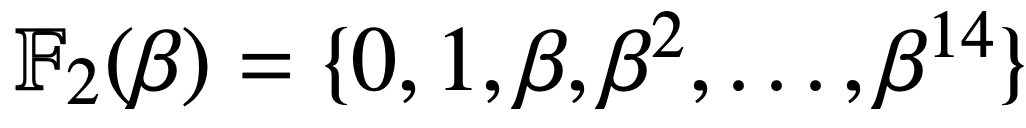 𝔽₂(β) = {0, 1, β, β², . . . . , β¹⁴}